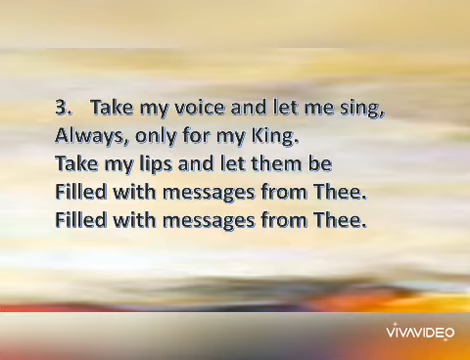 3. Take my voice and let me sing,
Always, only for my King.
Take my lips and let them be
Filled with messages from Thee.
Filled with messages from Thee.
VIVAVIDEO